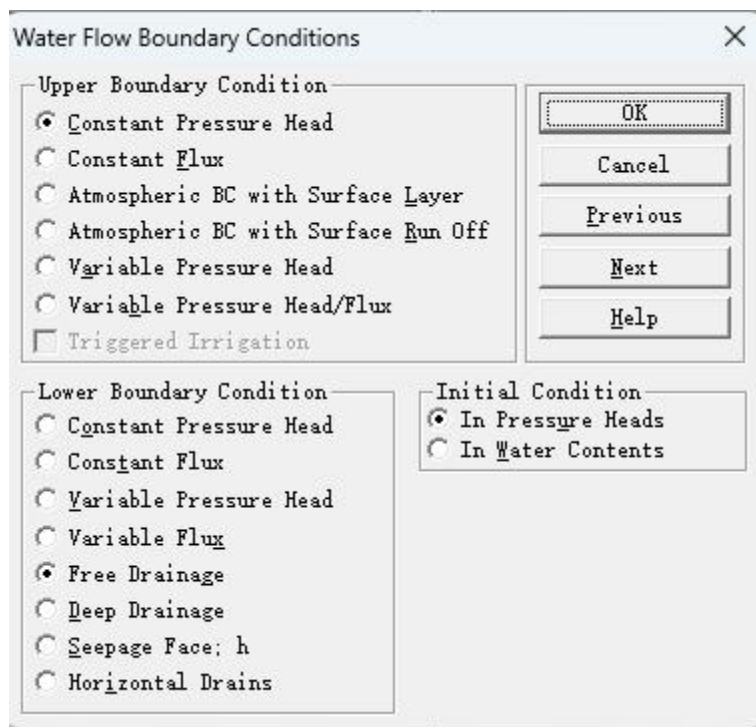 Water Flow Boundary Conditions
Upper Boundary Condition
Constant Pressure Head
Constant Flux
Atmospheric BC with Surface Layer
Atmospheric BC with Surface Run Off
Variable Pressure Head
Variable Pressure Head/Flux
Triggered Irrigation
OK
Cancel
Previous
Next
Help
Lower Boundary Condition
Constant Pressure Head
Constant Flux
Variable Pressure Head
Variable Flux
Free Drainage
Deep Drainage
Seepage Face; h
Horizontal Drains
Initial Condition
In Pressure Heads
In Water Contents